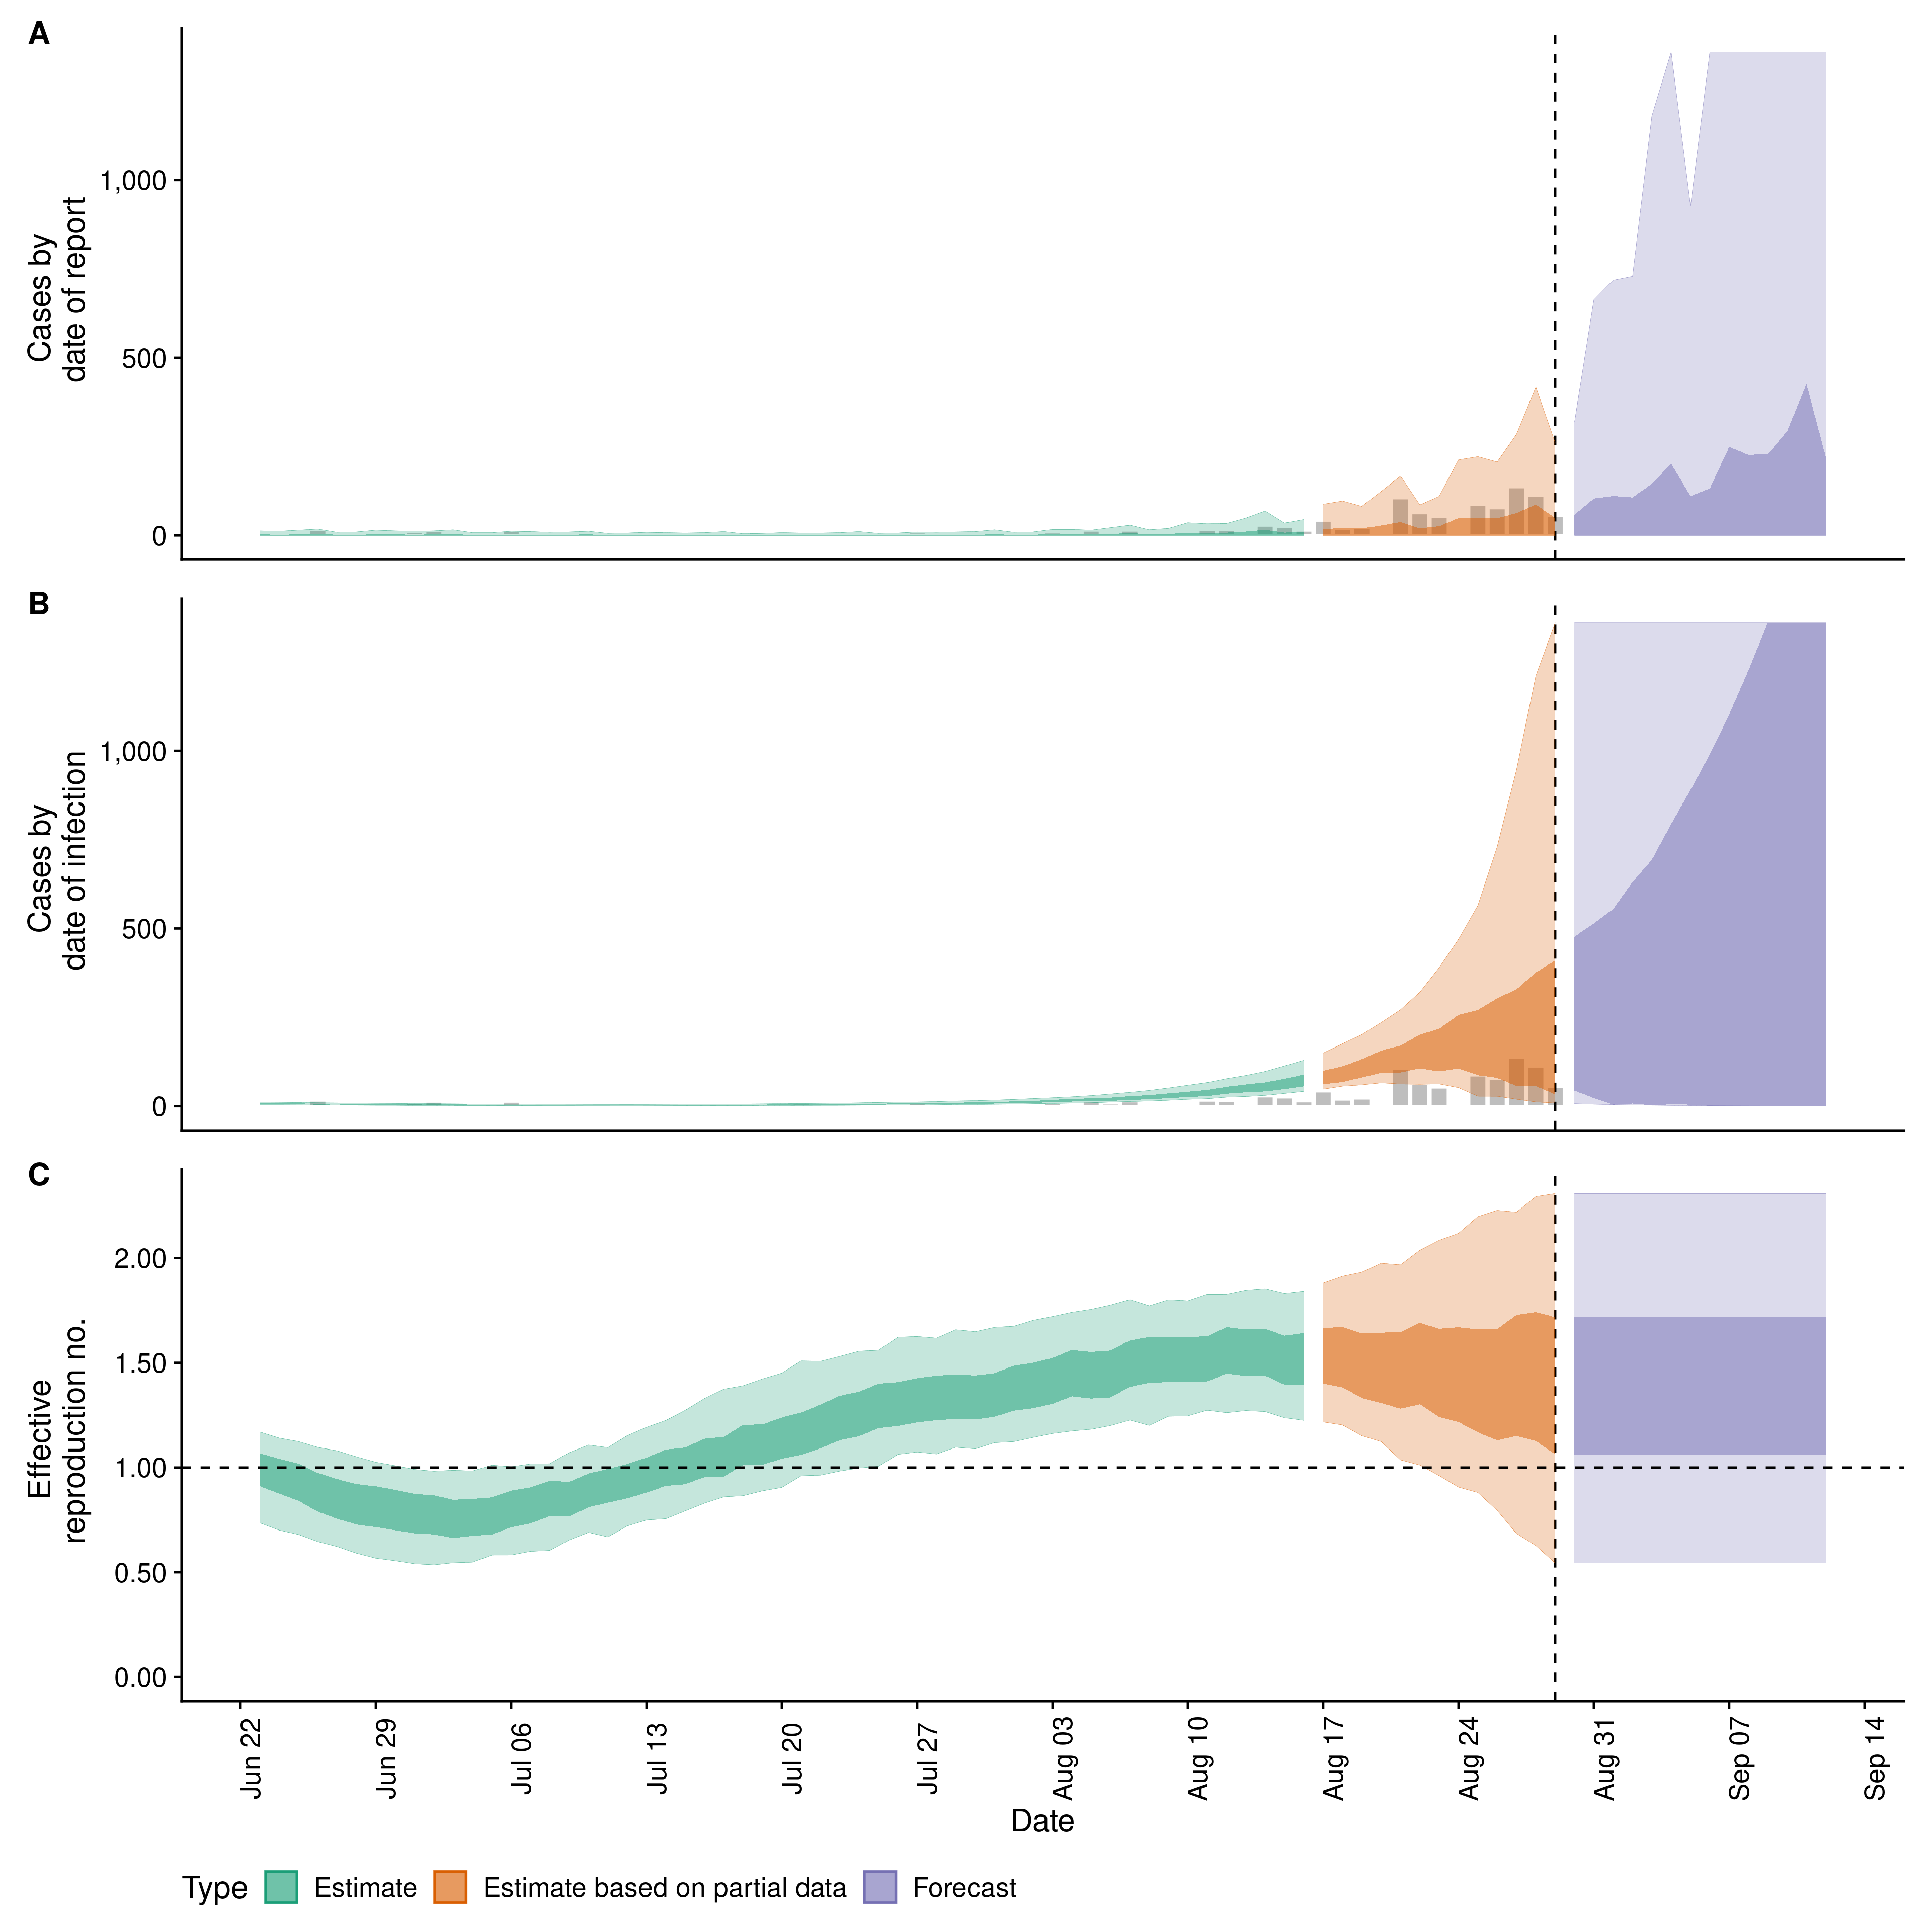 A
Cases by
date of report
1,000
500
0
B
Cases by
date of infection
1,000
500
0
C
Effective
reproduction no.
2.00
1.50
1.00
0.50
0.00
Jun 22
Jun 29
Jul 06
Jul 13
Jul 20
Jul 27
Aug 03
Aug 10
Aug 17
Aug 24
Aug 31
Sep 07
Sep 14
Date
Type Estimate Estimate based on partial data Forecast